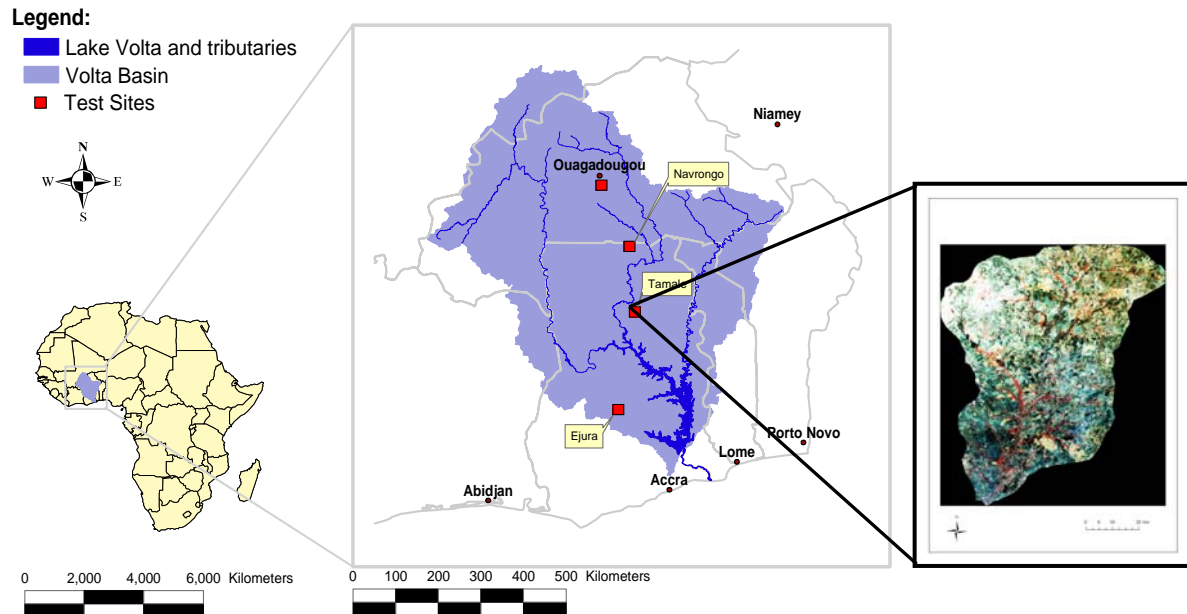 Legend:
Lake Volta and tributaries
Volta Basin
Test Sites
N
W
E
S
Niamey
Ouagadougou
Navrongo
Tamale
Ejura
Porto Novo
Lome
Accra
Abidjan
0 2,000 4,000 6,000 Kilometers
0 100 200 300 400 500 Kilometers